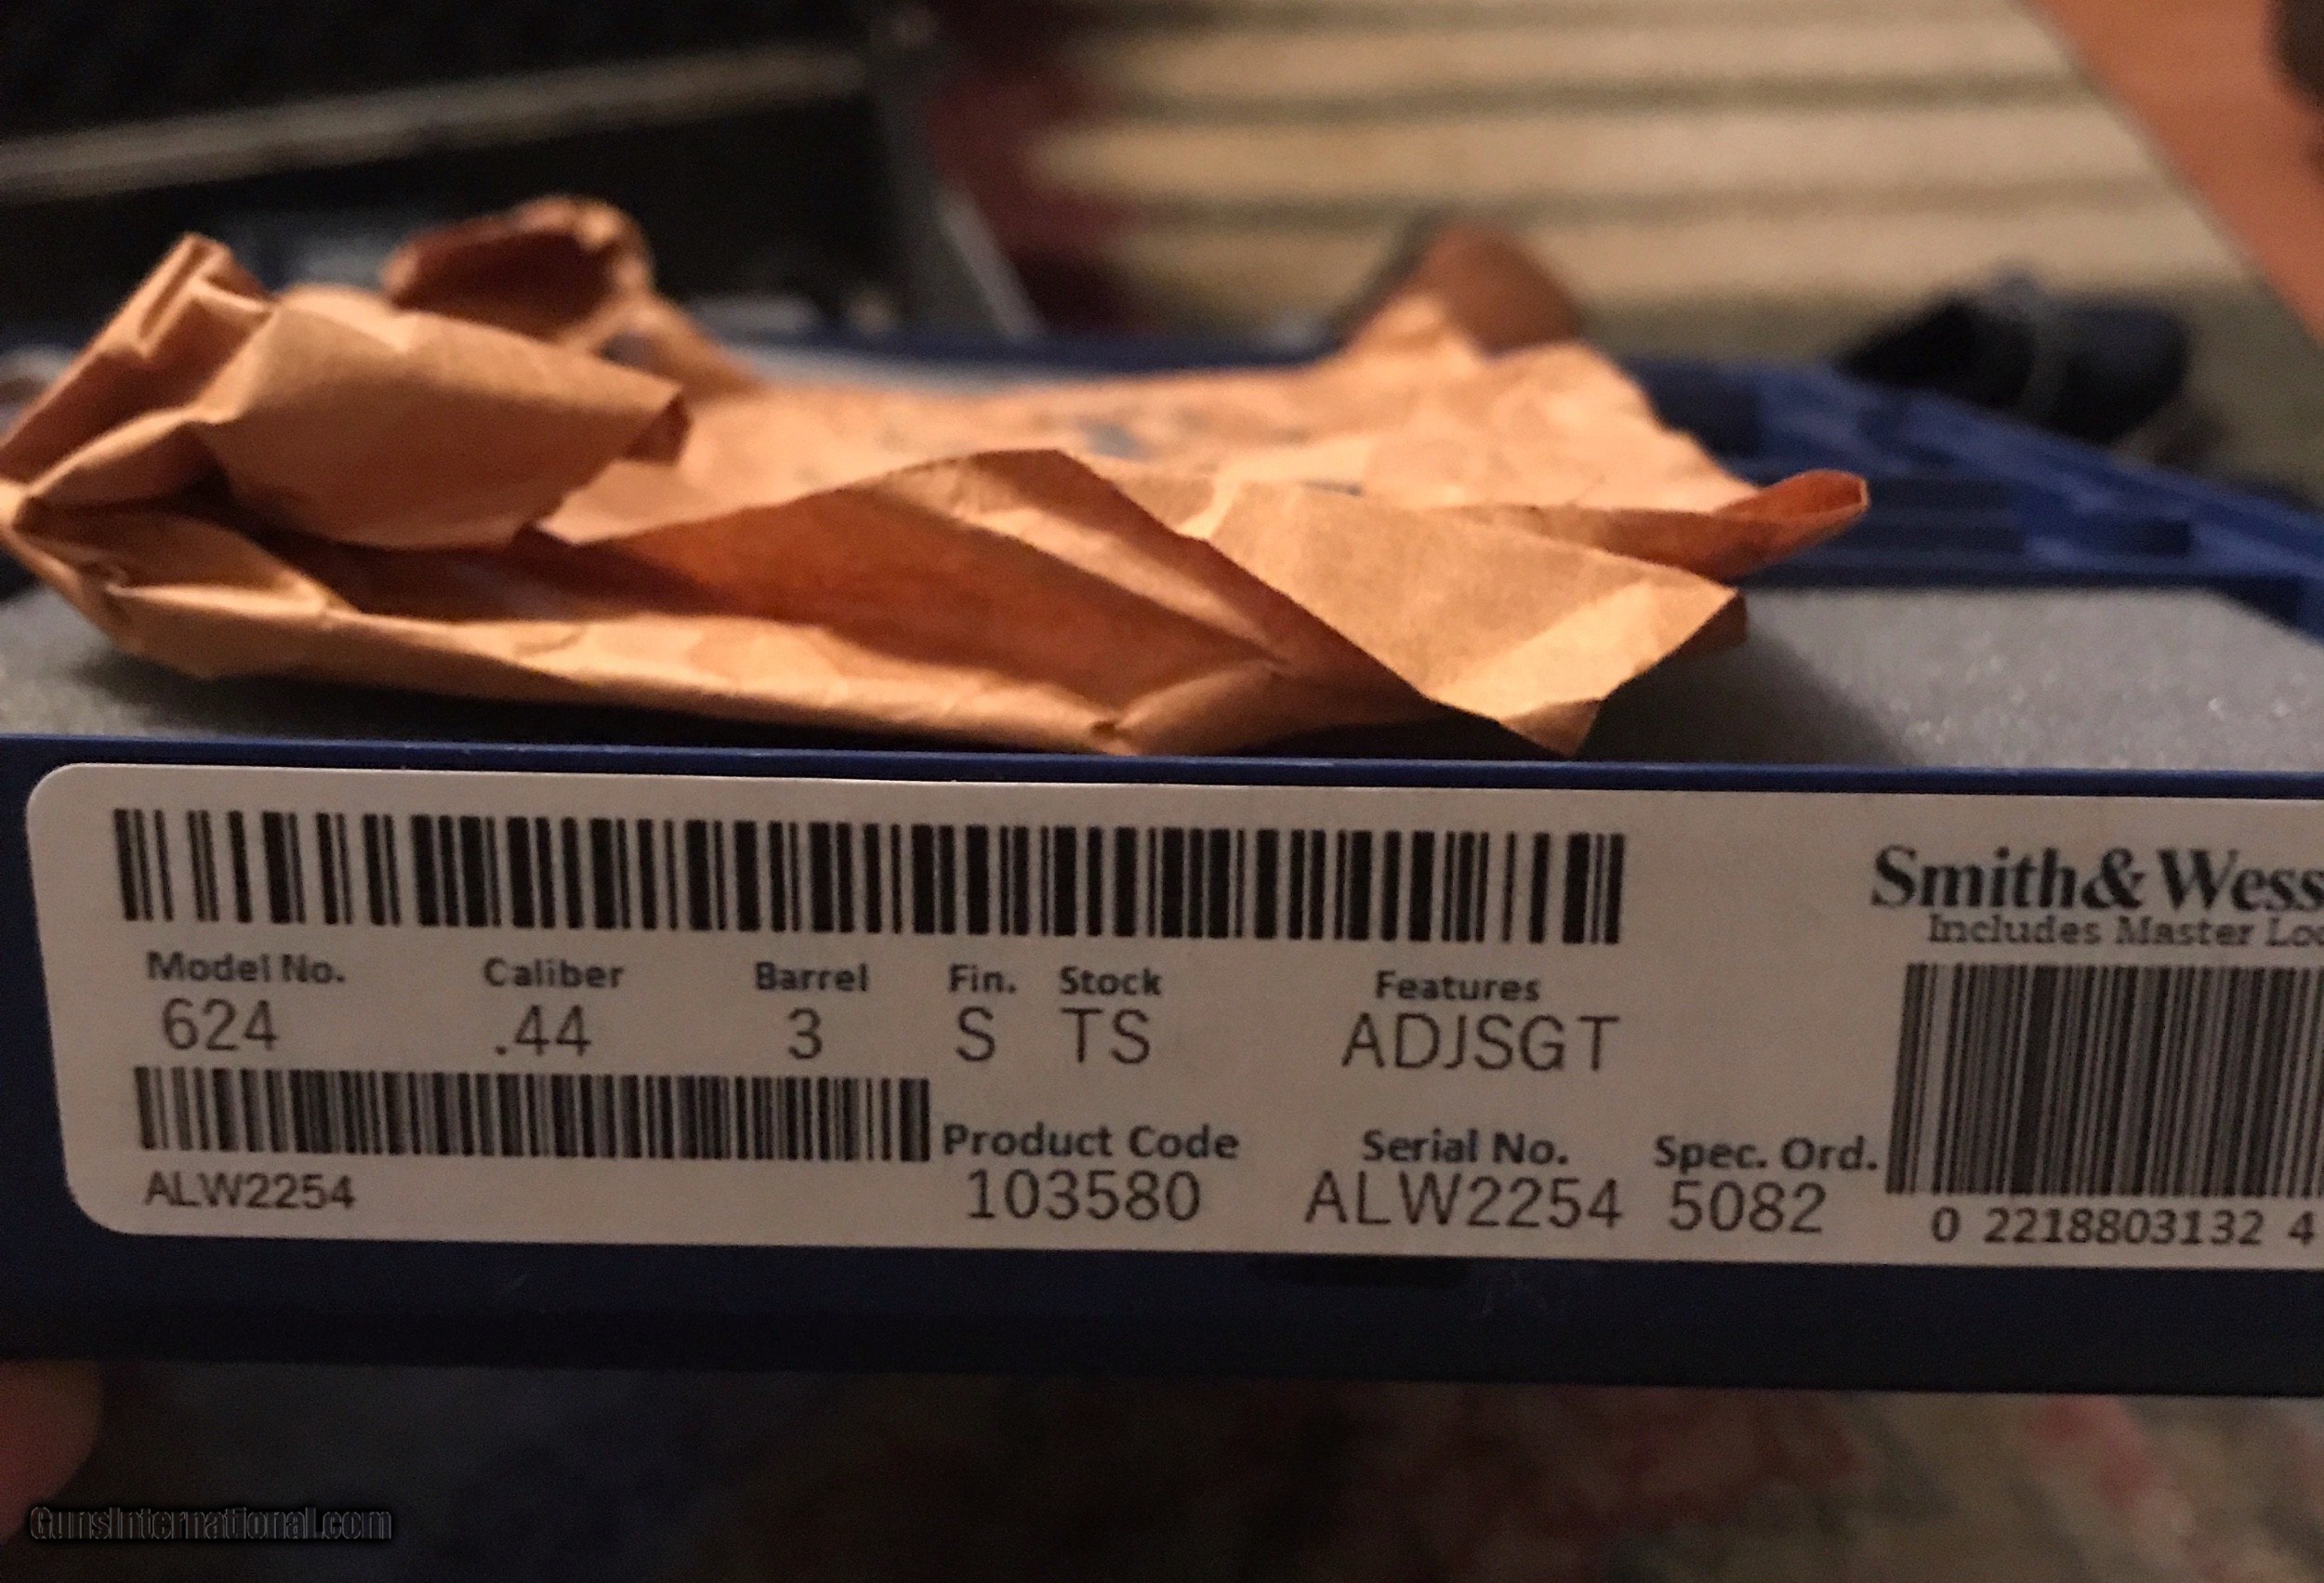 Smith&Wess
Includes Master Loc
Model No. Caliber Barrel Fin. Stock Features
624 .44 3 S TS ADJSGT
Product Code Serial No. Spec. Ord.
ALW2254 103580 ALW2254 5082
0 2218803132 4
GunsInternational.com